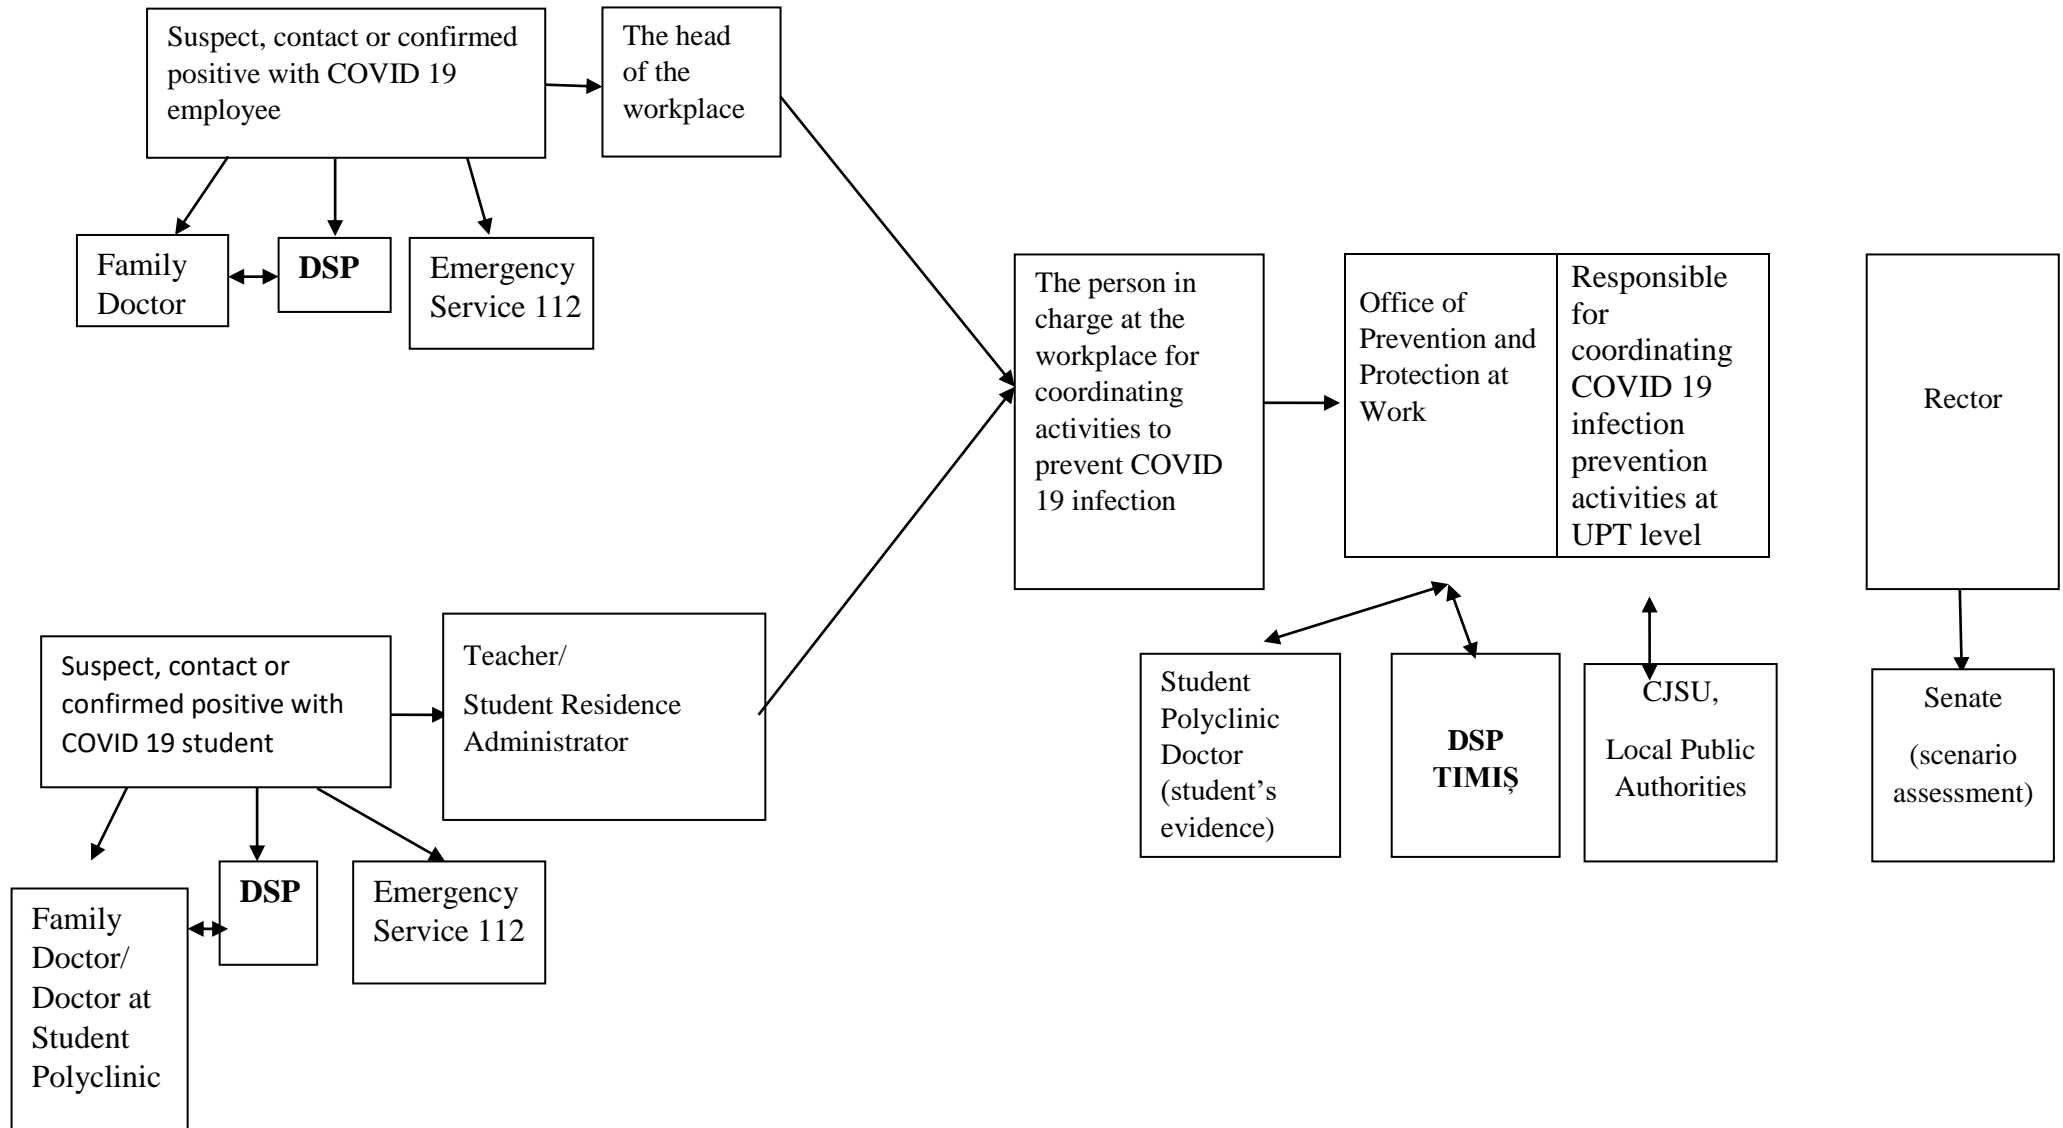 Suspect, contact or confirmed
positive with COVID 19
employee
The head
of the
workplace
Family
Doctor
DSP
Emergency
Service 112
The person in
charge at the
workplace for
coordinating
activities to
prevent COVID
19 infection
Office of
Prevention and
Protection at
Work
Responsible
for
coordinating
COVID 19
infection
prevention
activities at
UPT level
Rector
Suspect, contact or
confirmed positive with
COVID 19 student
Teacher/
Student Residence
Administrator
Student
Polyclinic
Doctor
(student’s
evidence)
DSP
TIMIȘ
CJSU,
Local Public
Authorities
Senate
(scenario
assessment)
Family
Doctor/
Doctor at
Student
Polyclinic
DSP
Emergency
Service 112